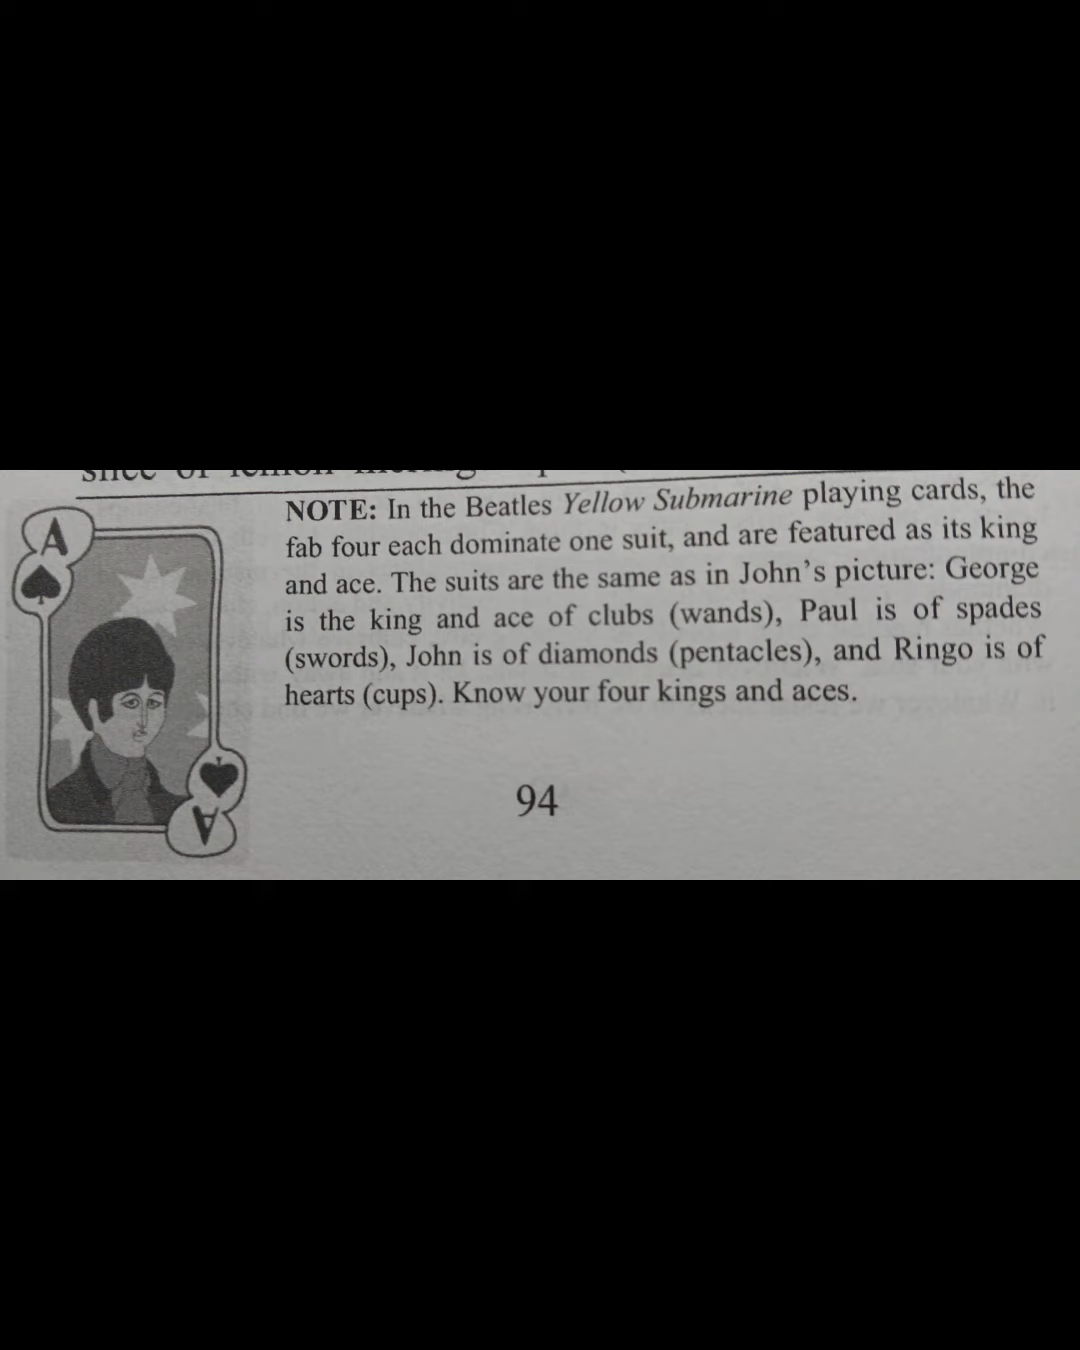 NOTE: In the Beatles Yellow Submarine playing cards, the
fab four each dominate one suit, and are featured as its king
and ace. The suits are the same as in John's picture: George
is the king and ace of clubs (wands), Paul is of spades
(swords), John is of diamonds (pentacles), and Ringo is of
hearts (cups). Know your four kings and aces.
A
A
94